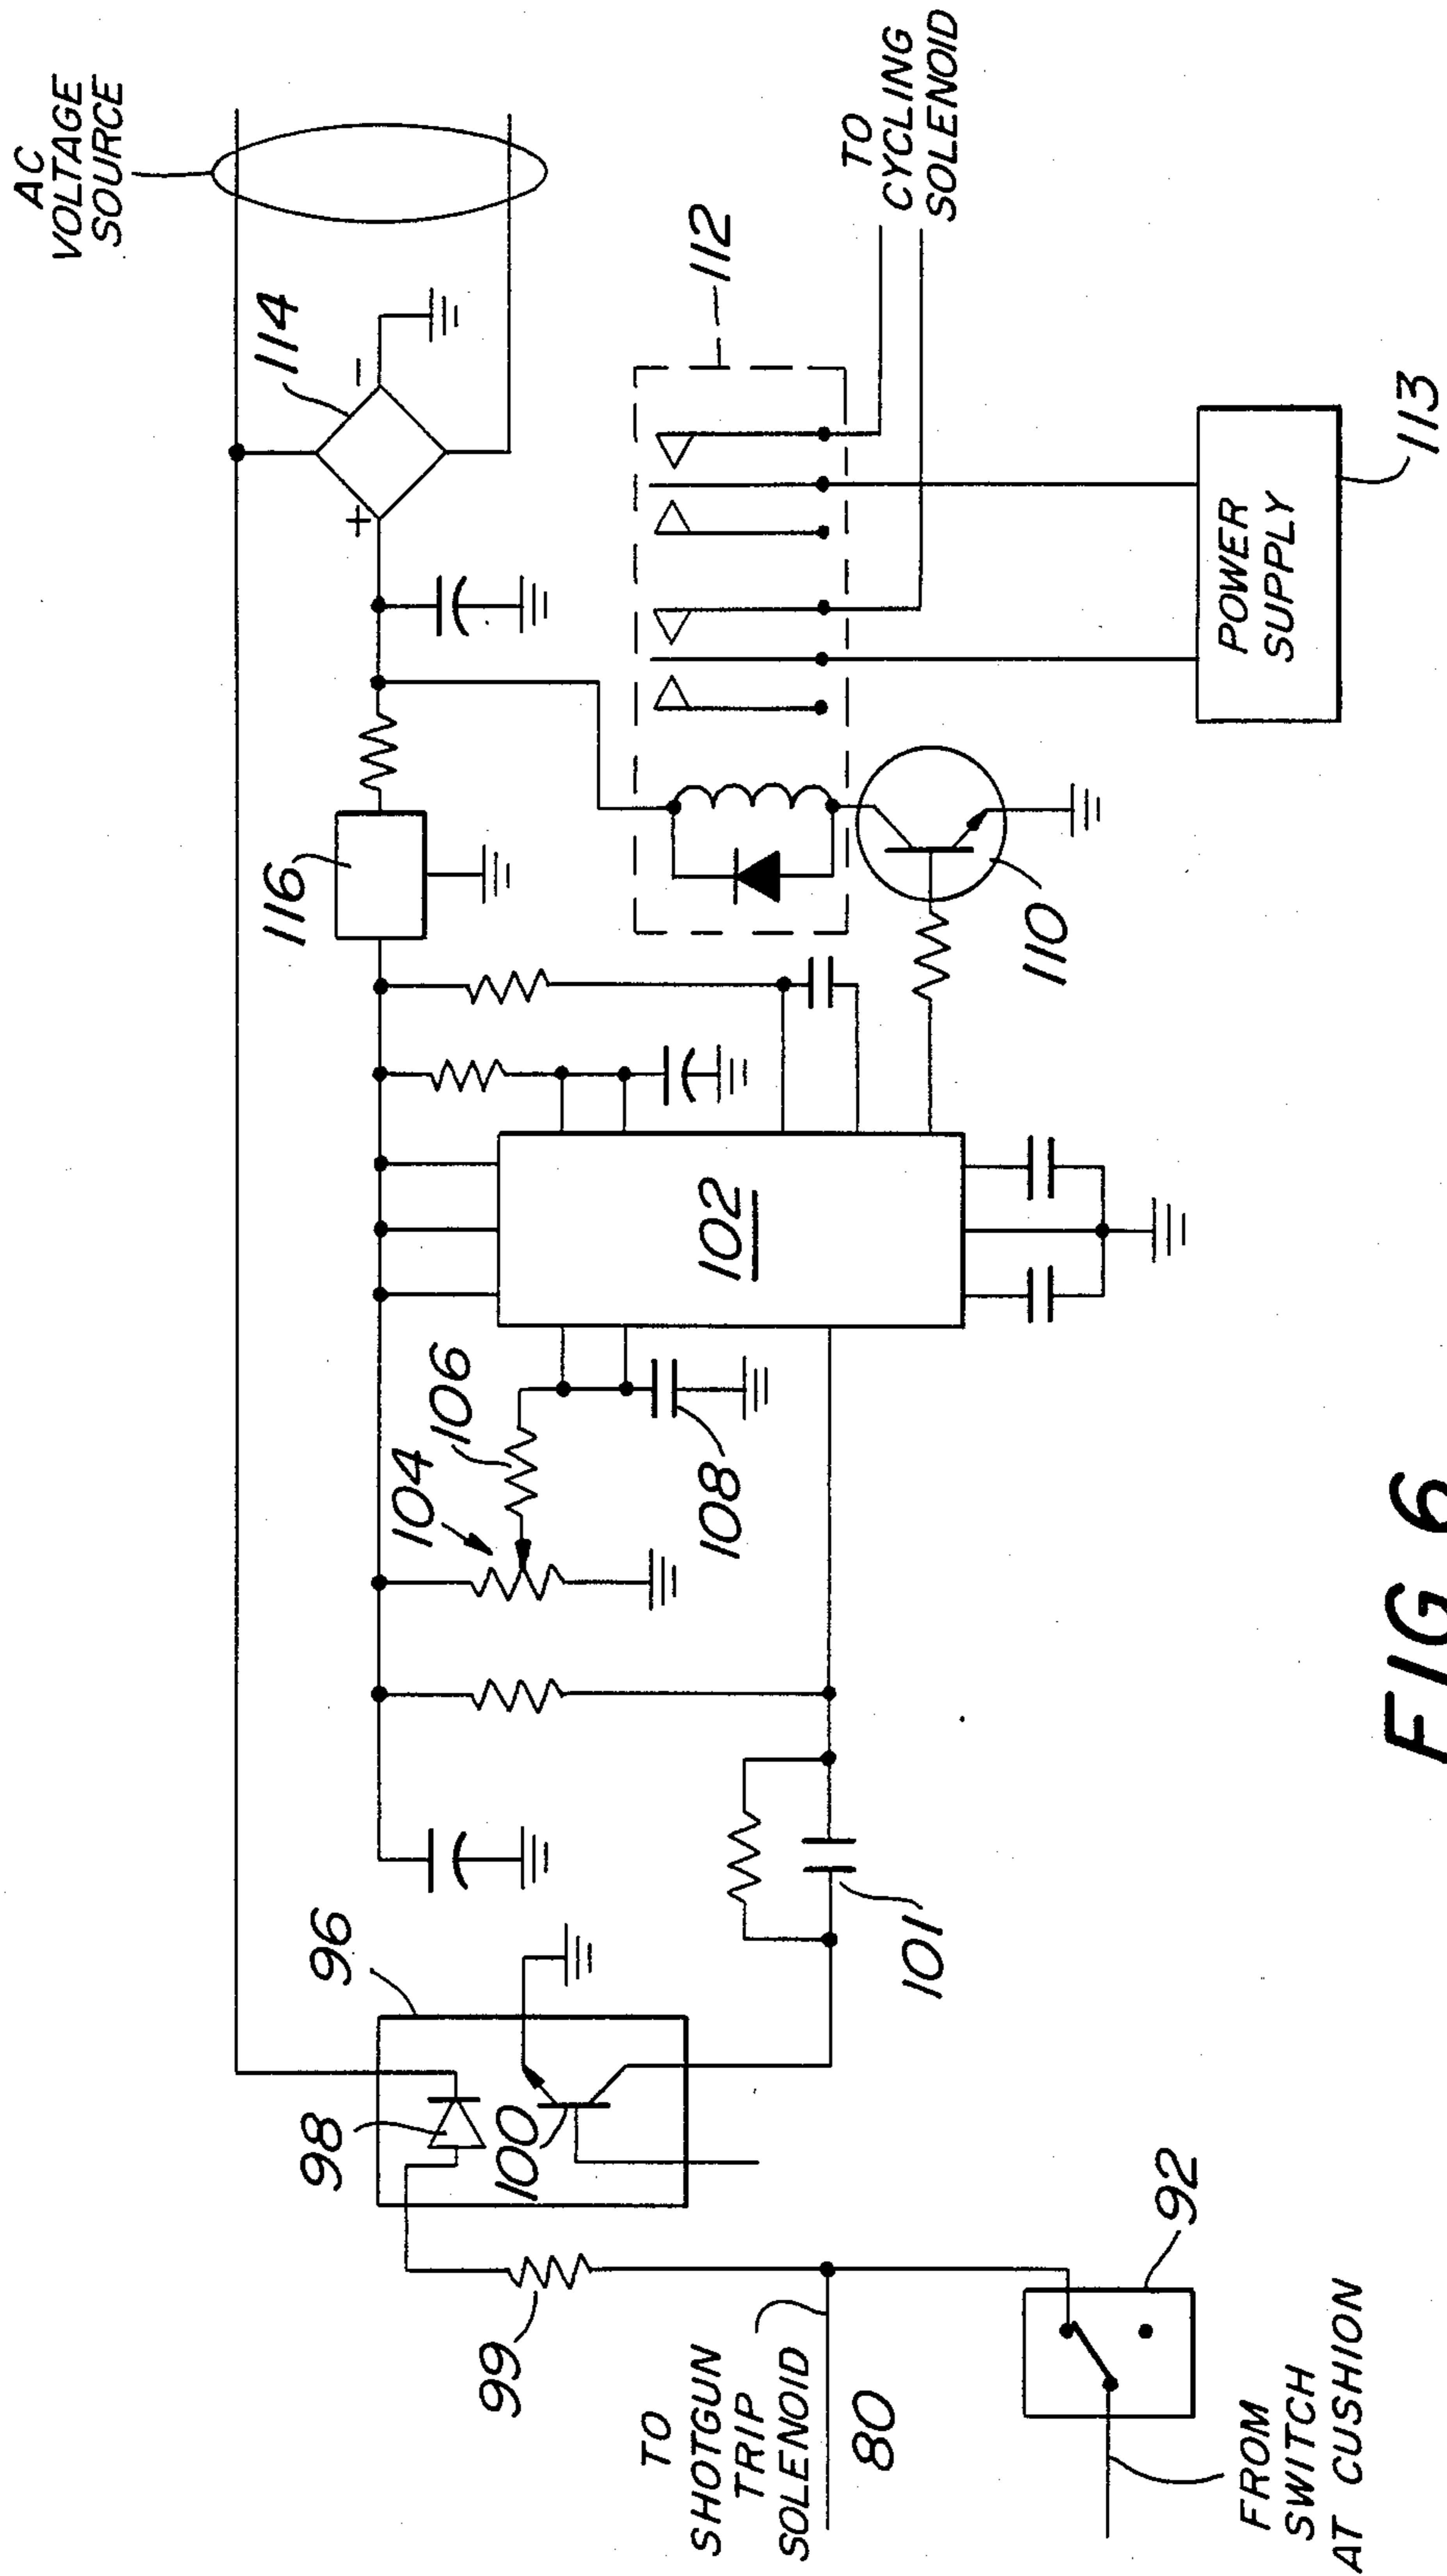 AC
VOLTAGE
SOURCE
114
+
−
116
112
TO
CYCLING
SOLENOID
POWER
SUPPLY
113
110
102
104
106
108
101
96
98
100
99
TO
SHOTGUN
TRIP
SOLENOID
80
92
FROM
SWITCH
AT CUSHION
FIG 6